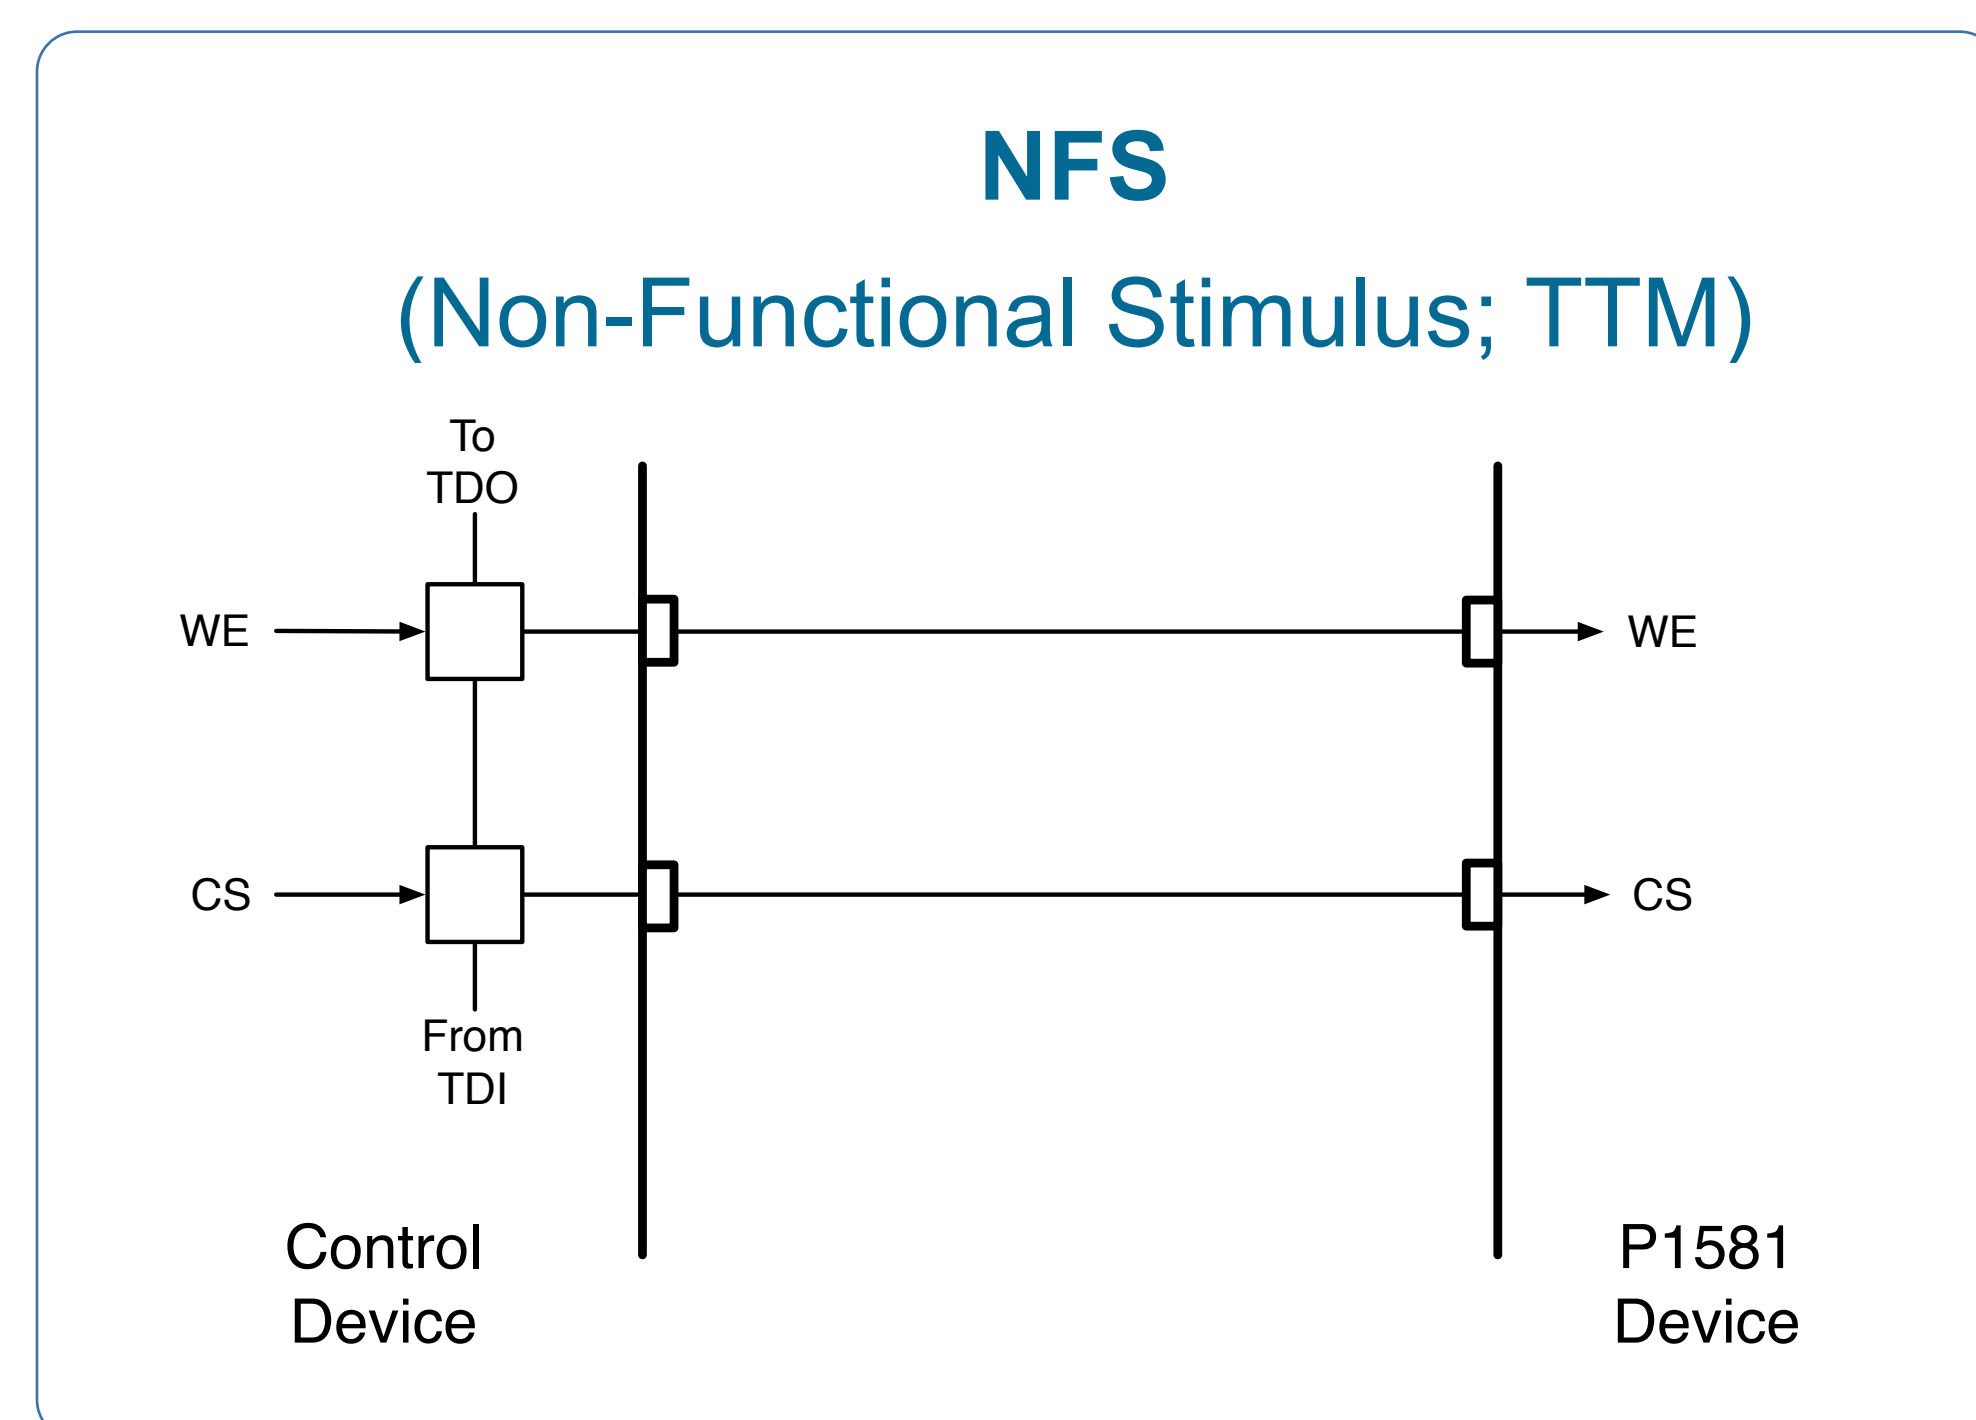 NFS
(Non-Functional Stimulus; TTM)
To
TDO
WE
WE
CS
CS
From
TDI
Control
Device
P1581
Device